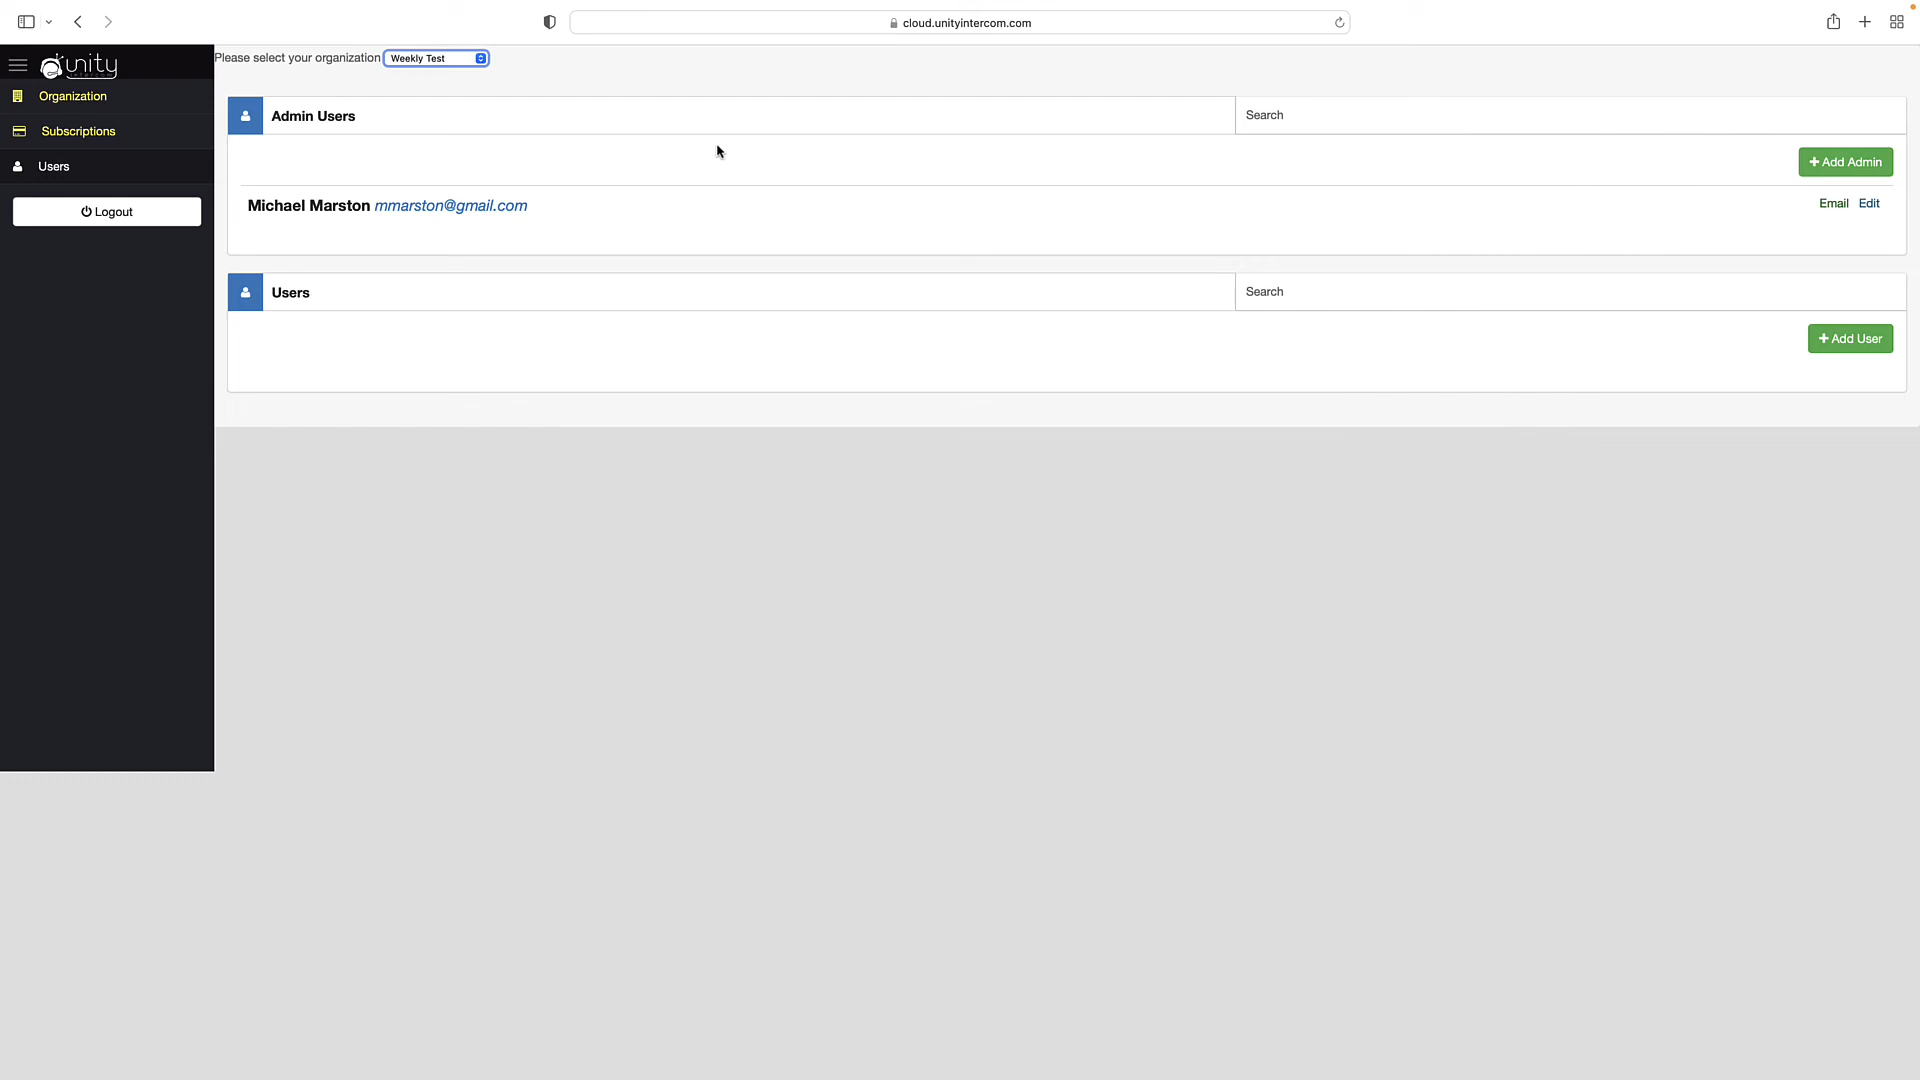 cloud.unityintercom.com
unity
intercom
Please select your organization Weekly Test
Organization
Subscriptions
Users
Logout
Admin Users Search
+ Add Admin
Michael Marston mmarston@gmail.com Email Edit
Users Search
+ Add User